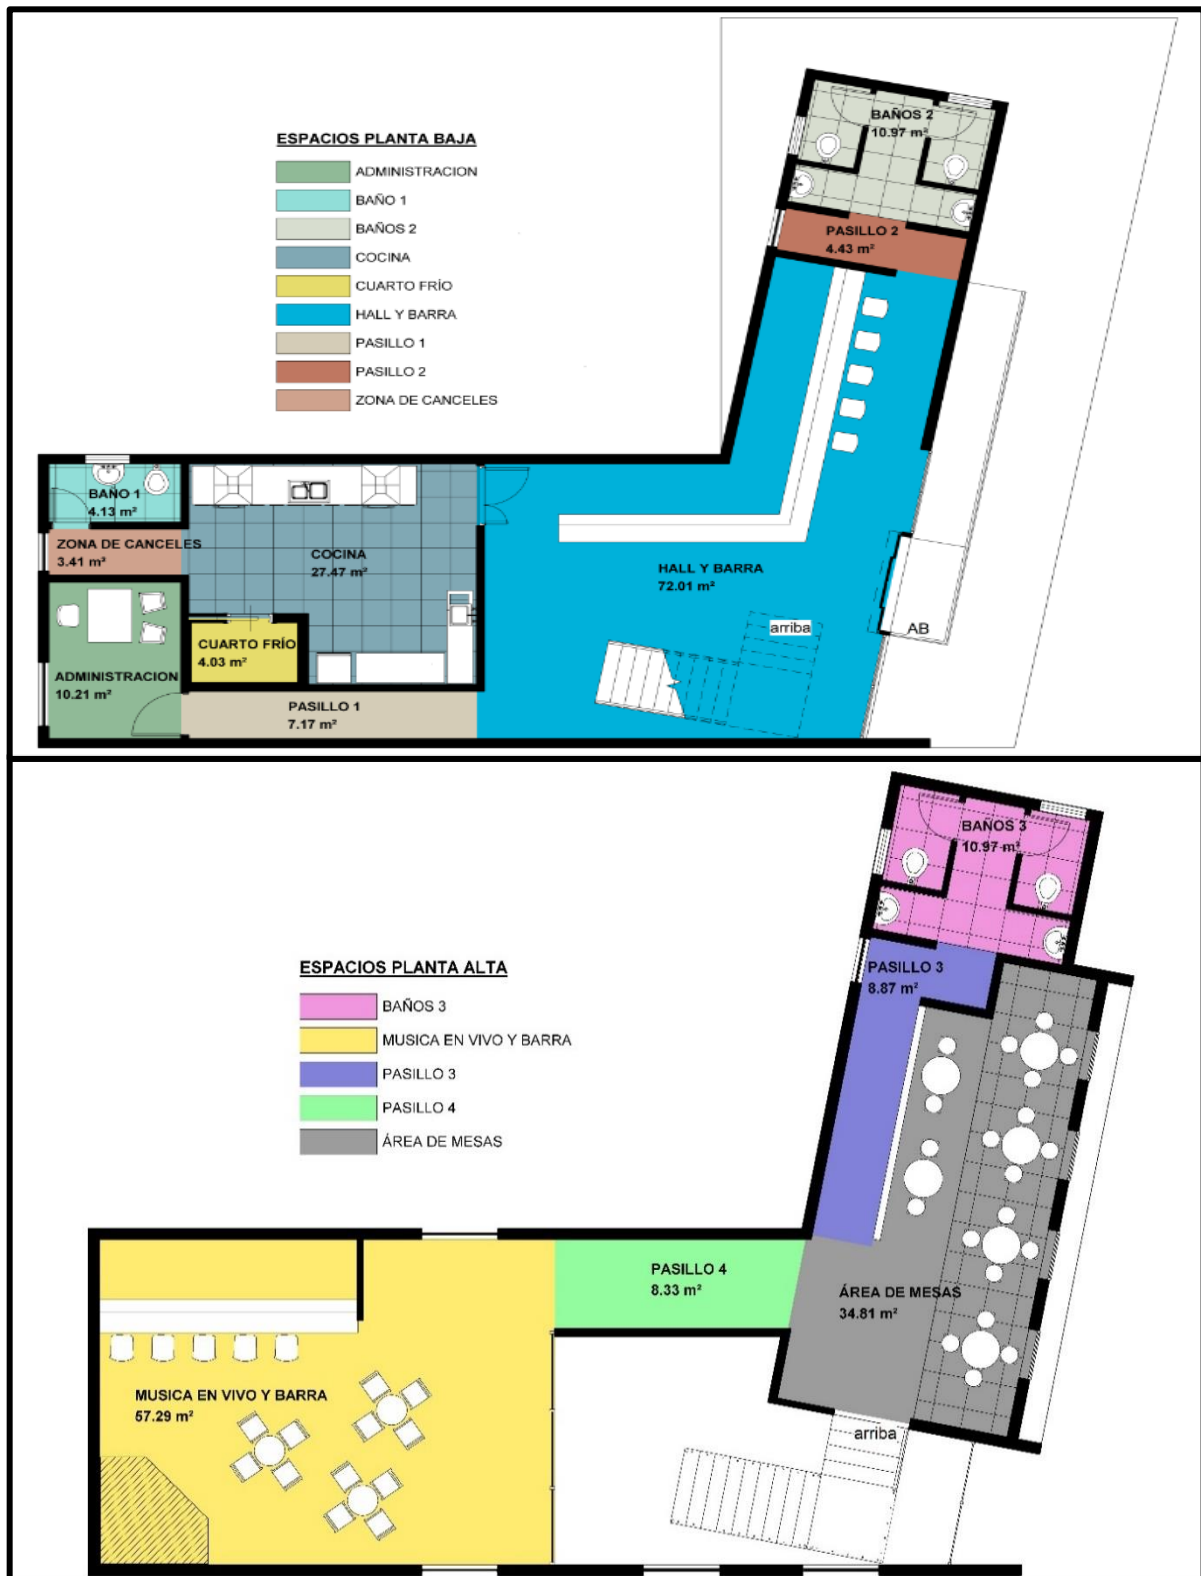 ESPACIOS PLANTA BAJA
ADMINISTRACION
BAÑO 1
BAÑOS 2
COCINA
CUARTO FRÍO
HALL Y BARRA
PASILLO 1
PASILLO 2
ZONA DE CANCELES
BAÑOS 2
10.97 m²
PASILLO 2
4.43 m²
BAÑO 1
4.13 m²
ZONA DE CANCELES
3.41 m²
COCINA
27.47 m²
HALL Y BARRA
72.01 m²
arriba
AB
CUARTO FRÍO
4.03 m²
ADMINISTRACION
10.21 m²
PASILLO 1
7.17 m²
ESPACIOS PLANTA ALTA
BAÑOS 3
MUSICA EN VIVO Y BARRA
PASILLO 3
PASILLO 4
ÁREA DE MESAS
BAÑOS 3
10.97 m²
PASILLO 3
8.87 m²
PASILLO 4
8.33 m²
ÁREA DE MESAS
34.81 m²
MUSICA EN VIVO Y BARRA
57.29 m²
arriba